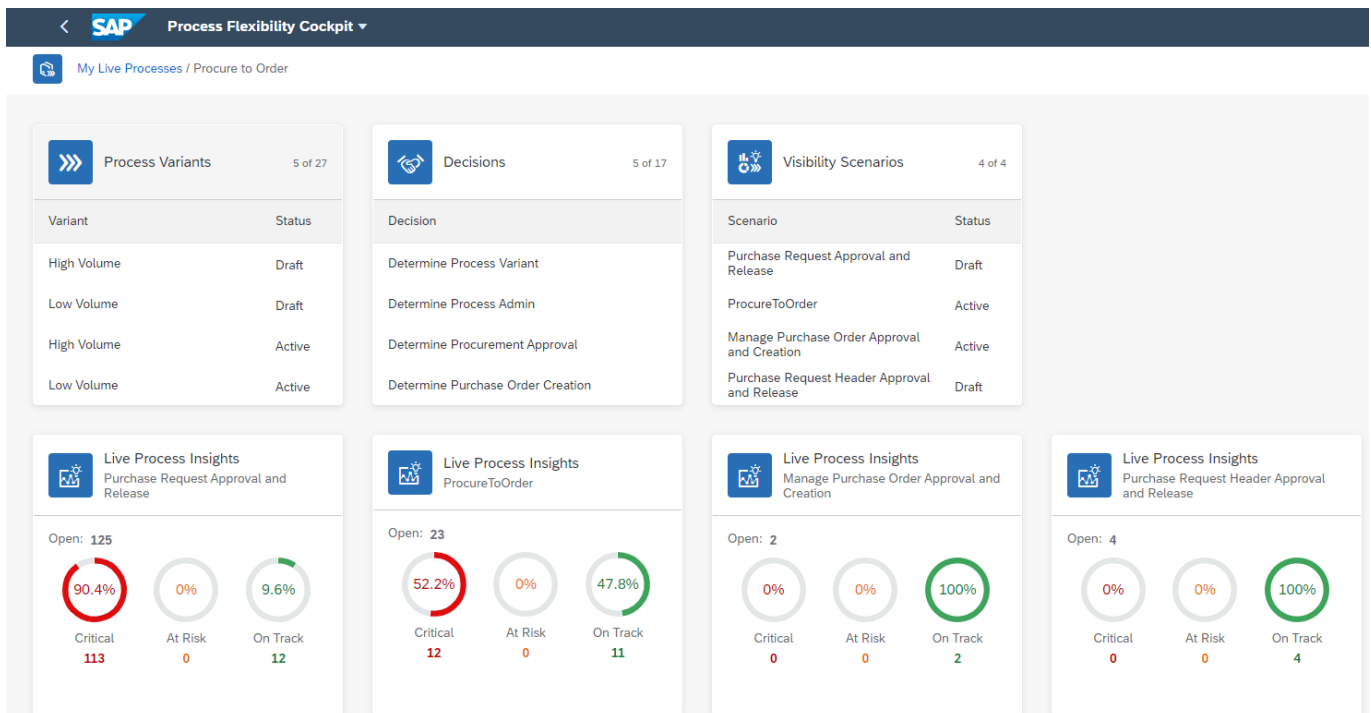 SAP Process Flexibility Cockpit
My Live Processes / Procure to Order
Process Variants 5 of 27
Variant Status
High Volume Draft
Low Volume Draft
High Volume Active
Low Volume Active
Decisions 5 of 17
Decision
Determine Process Variant
Determine Process Admin
Determine Procurement Approval
Determine Purchase Order Creation
Visibility Scenarios 4 of 4
Scenario Status
Purchase Request Approval and
Release Draft
ProcureToOrder Active
Manage Purchase Order Approval
and Creation Active
Purchase Request Header Approval
and Release Draft
Live Process Insights
Purchase Request Approval and
Release
Open: 125
90.4% 0% 9.6%
Critical At Risk On Track
113 0 12
Live Process Insights
ProcureToOrder
Open: 23
52.2% 0% 47.8%
Critical At Risk On Track
12 0 11
Live Process Insights
Manage Purchase Order Approval and
Creation
Open: 2
0% 0% 100%
Critical At Risk On Track
0 0 2
Live Process Insights
Purchase Request Header Approval
and Release
Open: 4
0% 0% 100%
Critical At Risk On Track
0 0 4